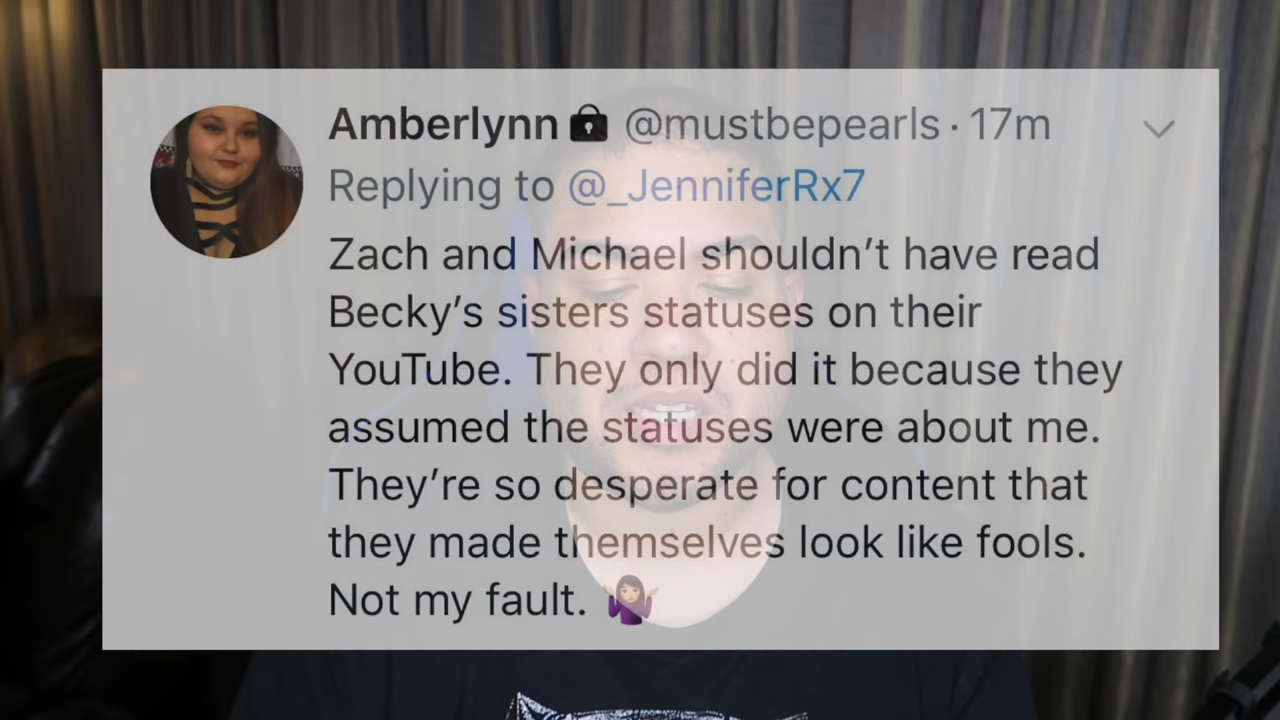 Amberlynn🔒 @mustbepearls · 17m
Replying to @_JenniferRx7
Zach and Michael shouldn’t have read
Becky’s sisters statuses on their
YouTube. They only did it because they
assumed the statuses were about me.
They’re so desperate for content that
they made themselves look like fools.
Not my fault. 🤷🏽‍♀️